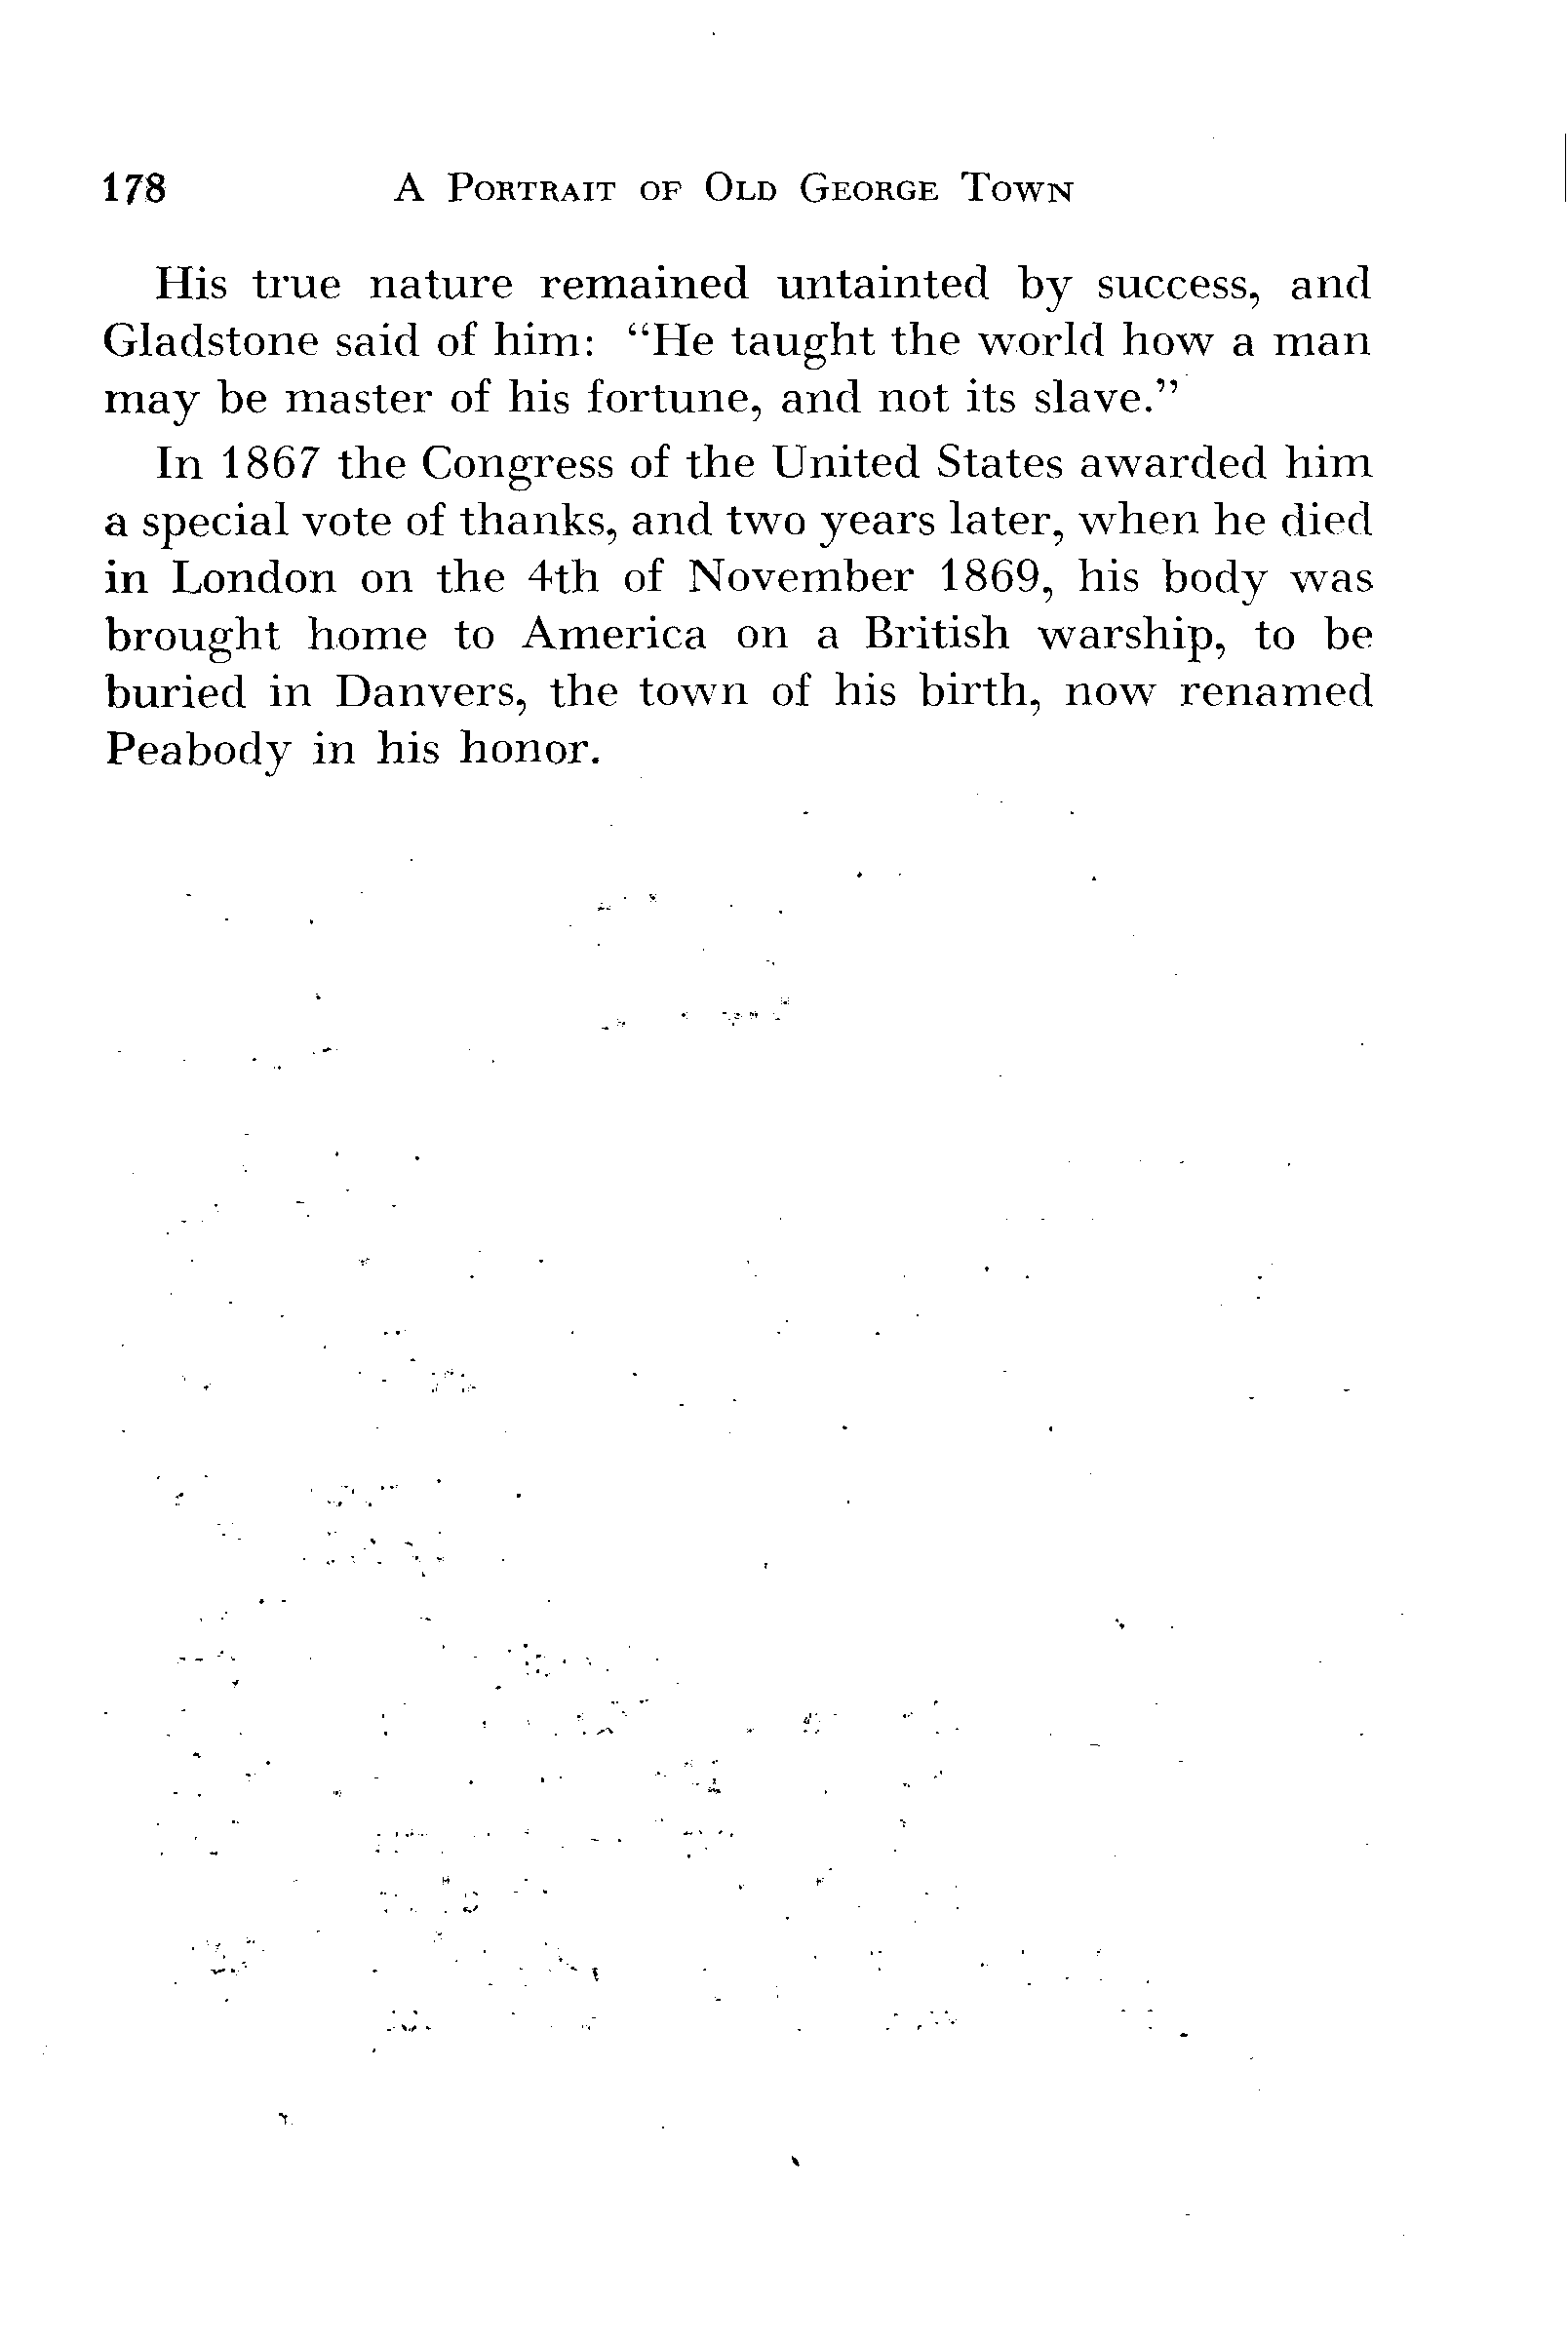 178 A PORTRAIT OF OLD GEORGE TOWN
His true nature remained untainted by success, and
Gladstone said of him: “He taught the world how a man
may be master of his fortune, and not its slave.”
In 1867 the Congress of the United States awarded him
a special vote of thanks, and two years later, when he died
in London on the 4th of November 1869, his body was
brought home to America on a British warship, to be
buried in Danvers, the town of his birth, now renamed
Peabody in his honor.